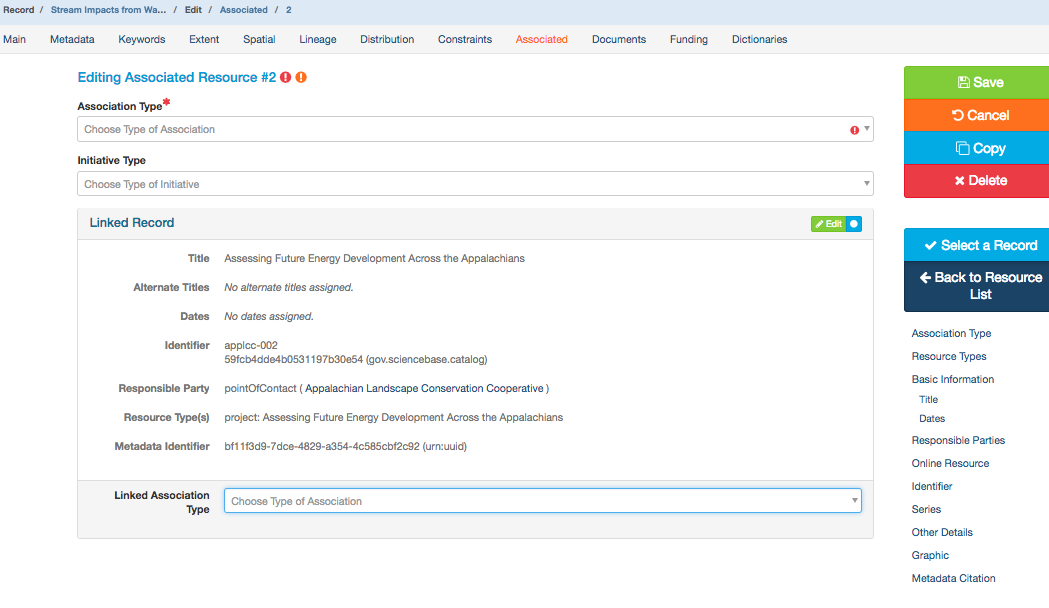 Record / Stream Impacts from Wa... / Edit / Associated / 2
Main Metadata Keywords Extent Spatial Lineage Distribution Constraints Associated Documents Funding Dictionaries
Editing Associated Resource #2
Association Type*
Choose Type of Association
Initiative Type
Choose Type of Initiative
Linked Record
Edit
Title Assessing Future Energy Development Across the Appalachians
Alternate Titles No alternate titles assigned.
Dates No dates assigned.
Identifier applcc-002
59fcb4dde4b0531197b30e54 (gov.sciencebase.catalog)
Responsible Party pointOfContact ( Appalachian Landscape Conservation Cooperative )
Resource Type(s) project: Assessing Future Energy Development Across the Appalachians
Metadata Identifier bf11f3d9-7dce-4829-a354-4c585cbf2c92 (urn:uuid)
Linked Association
Type
Choose Type of Association
Save
Cancel
Copy
Delete
Select a Record
Back to Resource
List
Association Type
Resource Types
Basic Information
Title
Dates
Responsible Parties
Online Resource
Identifier
Series
Other Details
Graphic
Metadata Citation